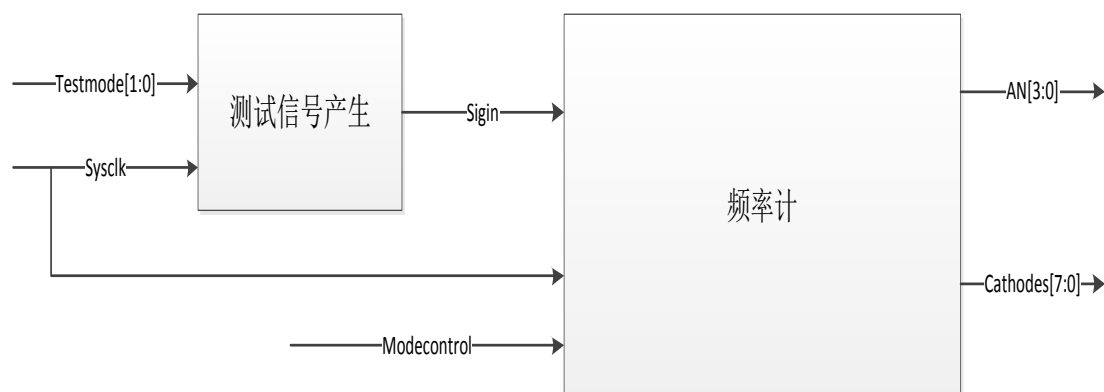 Testmode[1:0]
测试信号产生
Sigin
Sysclk
频率计
AN[3:0]
Cathodes[7:0]
Modecontrol